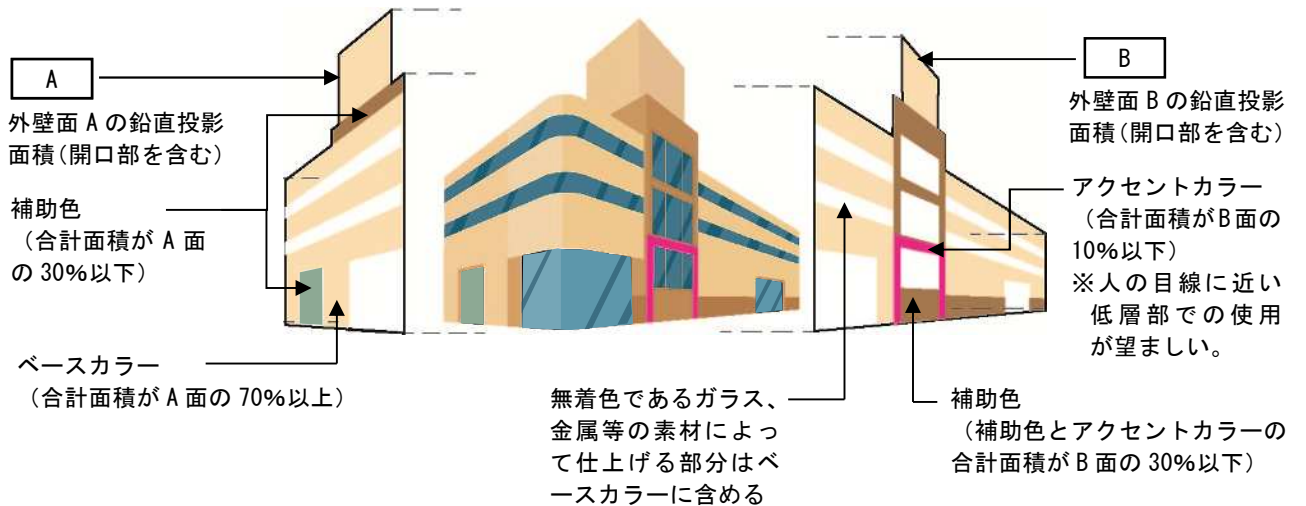 A
外壁面 A の鉛直投影
面積(開口部を含む)
補助色
(合計面積が A 面
の 30%以下)
ベースカラー
(合計面積が A 面の 70%以上)
無着色であるガラス、
金属等の素材によっ
て仕上げる部分はベ
ースカラーに含める
B
外壁面 B の鉛直投影
面積(開口部を含む)
アクセントカラー
(合計面積がB面の
10%以下)
※人の目線に近い
低層部での使用
が望ましい。
補助色
(補助色とアクセントカラーの
合計面積が B 面の 30%以下)